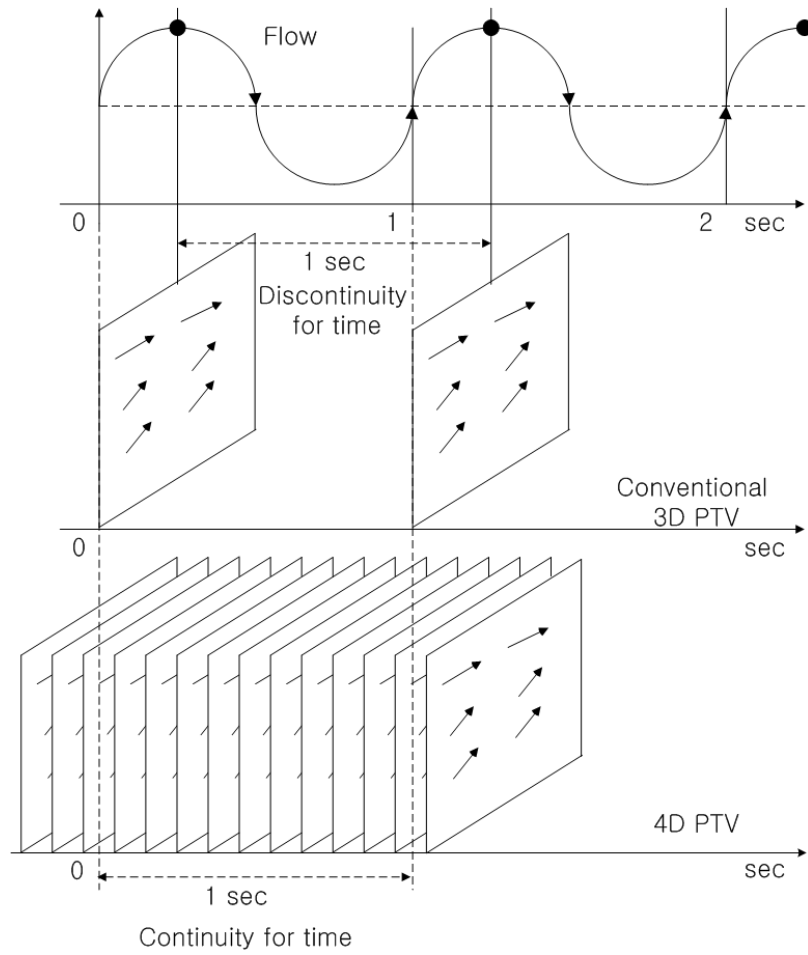 Flow
0
1
2
sec
1 sec
Discontinuity
for time
Conventional
3D PTV
0
sec
4D PTV
0
sec
1 sec
Continuity for time